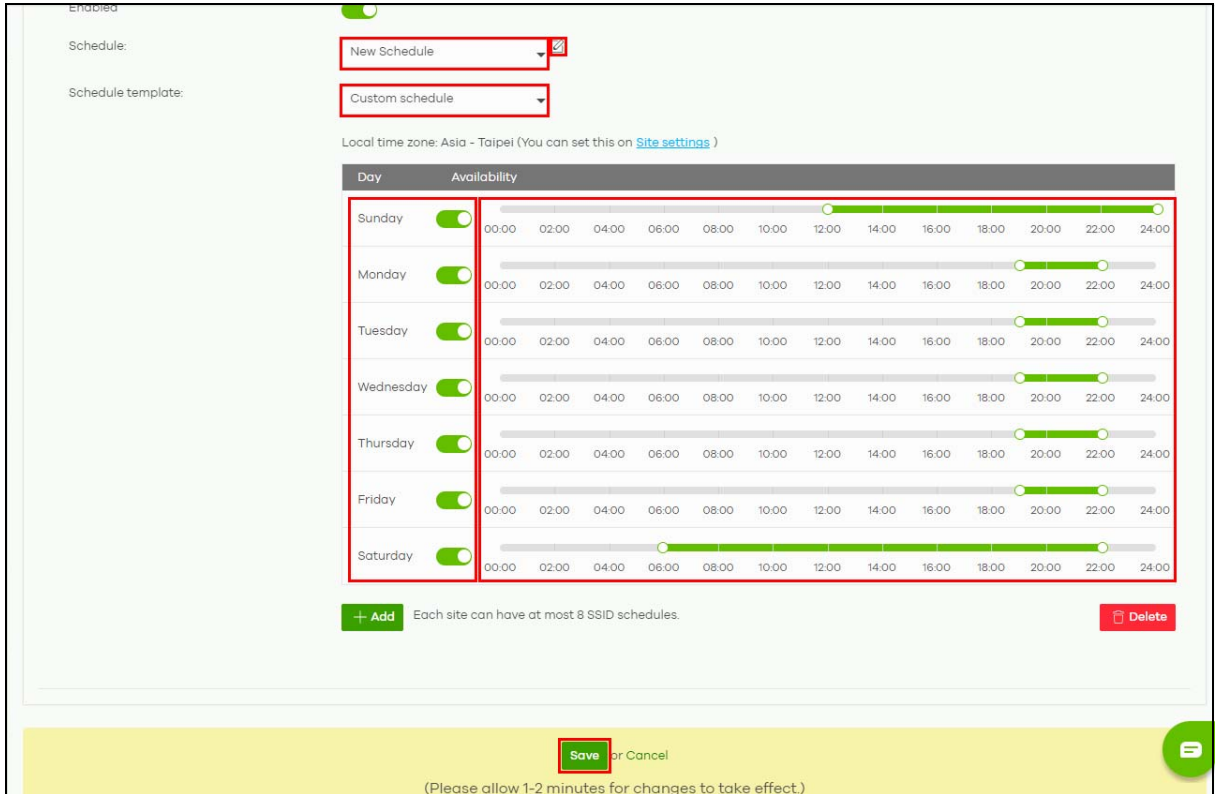 Enabled
Schedule:
New Schedule
Schedule template:
Custom schedule
Local time zone: Asia - Taipei (You can set this on Site settings )
Day Availability
Sunday
00:00 02:00 04:00 06:00 08:00 10:00 12:00 14:00 16:00 18:00 20:00 22:00 24:00
Monday
00:00 02:00 04:00 06:00 08:00 10:00 12:00 14:00 16:00 18:00 20:00 22:00 24:00
Tuesday
00:00 02:00 04:00 06:00 08:00 10:00 12:00 14:00 16:00 18:00 20:00 22:00 24:00
Wednesday
00:00 02:00 04:00 06:00 08:00 10:00 12:00 14:00 16:00 18:00 20:00 22:00 24:00
Thursday
00:00 02:00 04:00 06:00 08:00 10:00 12:00 14:00 16:00 18:00 20:00 22:00 24:00
Friday
00:00 02:00 04:00 06:00 08:00 10:00 12:00 14:00 16:00 18:00 20:00 22:00 24:00
Saturday
00:00 02:00 04:00 06:00 08:00 10:00 12:00 14:00 16:00 18:00 20:00 22:00 24:00
+ Add Each site can have at most 8 SSID schedules. Delete
Save or Cancel
(Please allow 1-2 minutes for changes to take effect.)